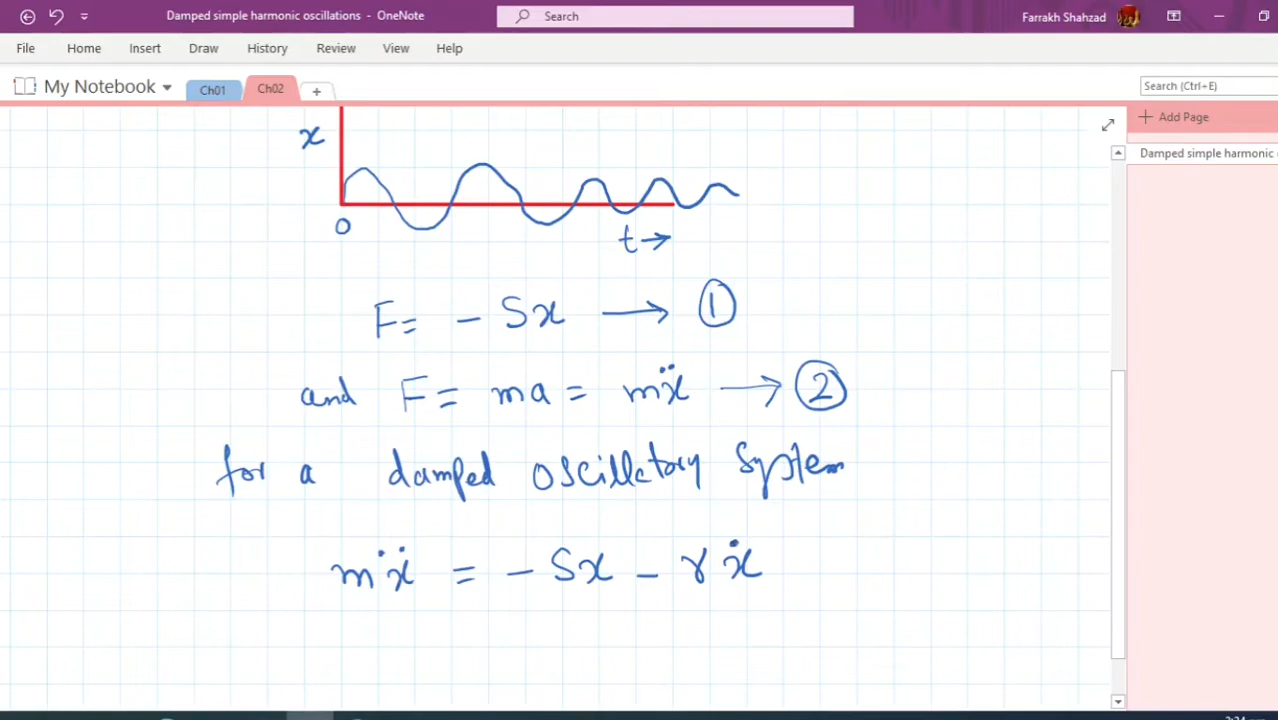 Damped simple harmonic oscillations - OneNote
Search
Farrakh Shahzad
File Home Insert Draw History Review View Help
My Notebook
Ch01
Ch02
+
Search (Ctrl+E)
+ Add Page
Damped simple harmonic
x
0
t →
F = - Sx → ①
and F = ma = mẍ → ②
for a damped oscillatory system
mẍ = - Sx - rẋ